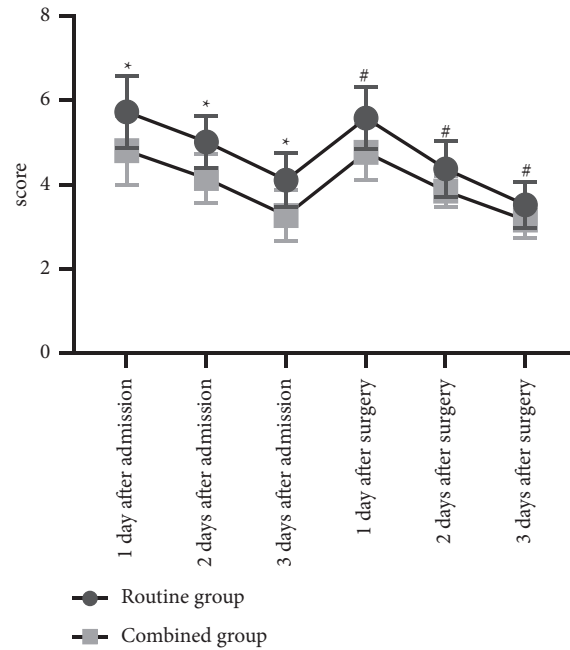 8
6
4
2
0
score
*
*
*
#
#
#
1 day after admission
2 days after admission
3 days after admission
1 day after surgery
2 days after surgery
3 days after surgery
Routine group
Combined group